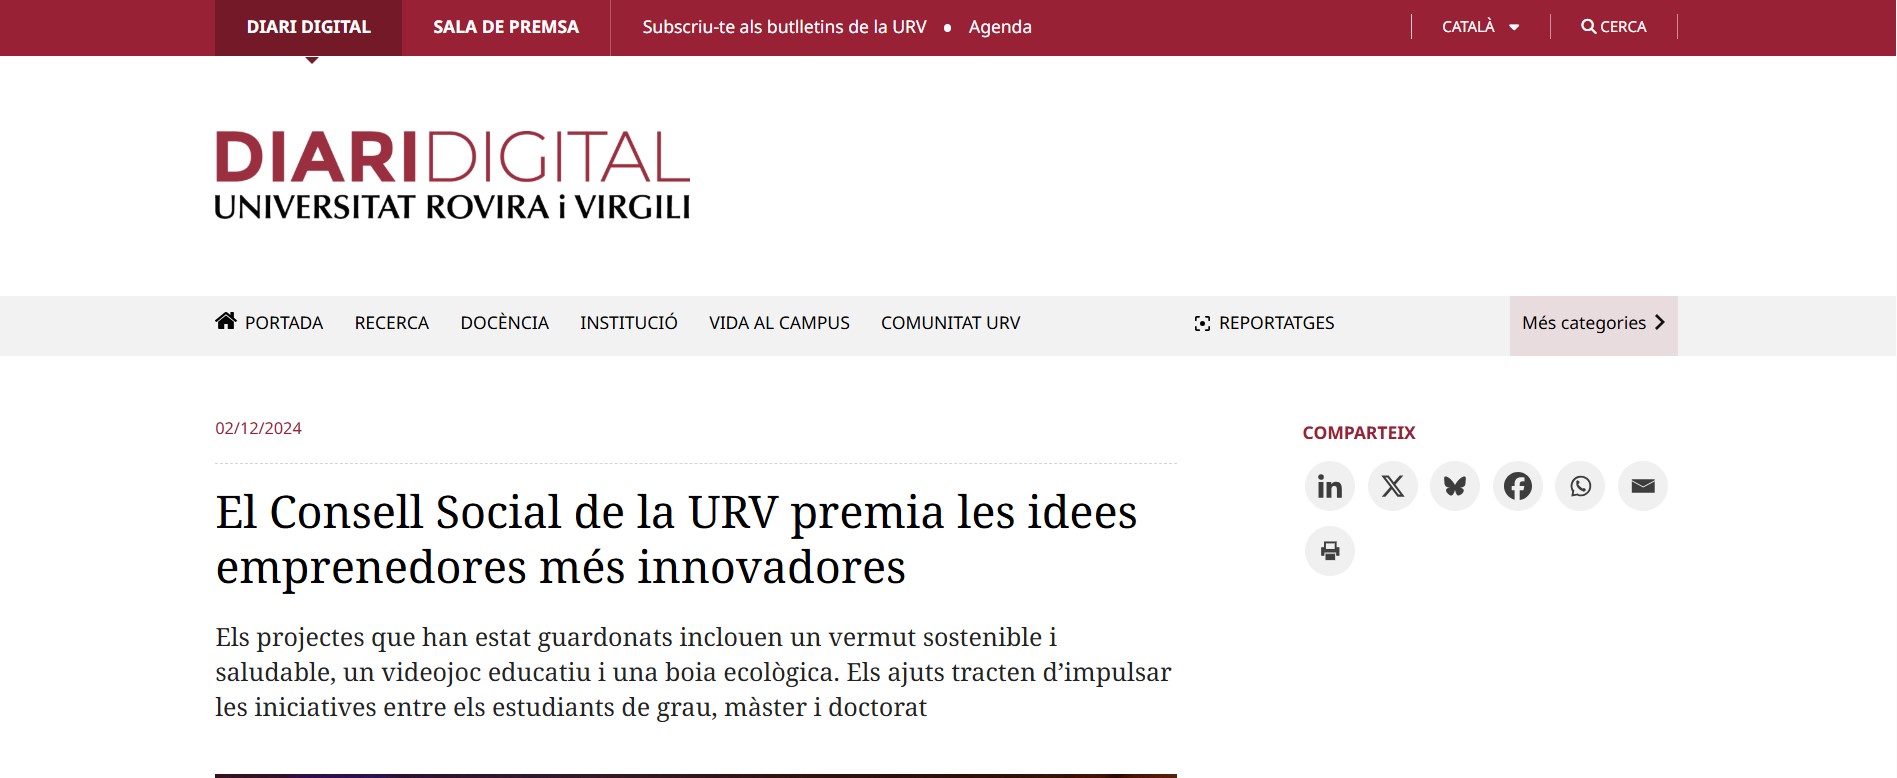 DIARI DIGITAL SALA DE PREMSA Subscriu-te als butlletins de la URV • Agenda CATALÀ CERCA
DIARIDIGITAL
UNIVERSITAT ROVIRA i VIRGILI
PORTADA RECERCA DOCÈNCIA INSTITUCIÓ VIDA AL CAMPUS COMUNITAT URV REPORTATGES Més categories
02/12/2024
El Consell Social de la URV premia les idees
emprenedores més innovadores
Els projectes que han estat guardonats inclouen un vermut sostenible i
saludable, un videojoc educatiu i una boia ecològica. Els ajuts tracten d’impulsar
les iniciatives entre els estudiants de grau, màster i doctorat
COMPARTEIX